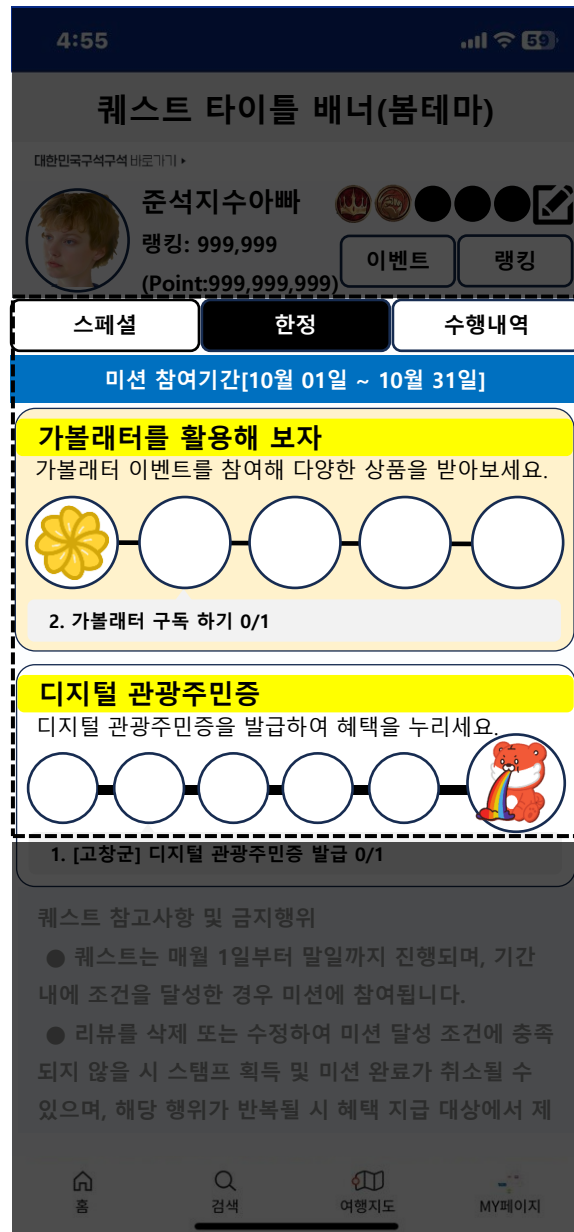 4:55
59
퀘스트 타이틀 배너(봄테마)
대한민국구석구석 바로가기
준석지수아빠
랭킹: 999,999
(Point:999,999,999)
이벤트
랭킹
스페셜
한정
수행내역
미션 참여기간[10월 01일 ~ 10월 31일]
가볼래터를 활용해 보자
가볼래터 이벤트를 참여해 다양한 상품을 받아보세요.
2. 가볼래터 구독 하기 0/1
디지털 관광주민증
디지털 관광주민증을 발급하여 혜택을 누리세요.
1. [고창군] 디지털 관광주민증 발급 0/1
퀘스트 참고사항 및 금지행위
● 퀘스트는 매월 1일부터 말일까지 진행되며, 기간
내에 조건을 달성한 경우 미션에 참여됩니다.
● 리뷰를 삭제 또는 수정하여 미션 달성 조건에 충족
되지 않을 시 스탬프 획득 및 미션 완료가 취소될 수
있으며, 해당 행위가 반복될 시 혜택 지급 대상에서 제
홈
검색
여행지도
MY페이지